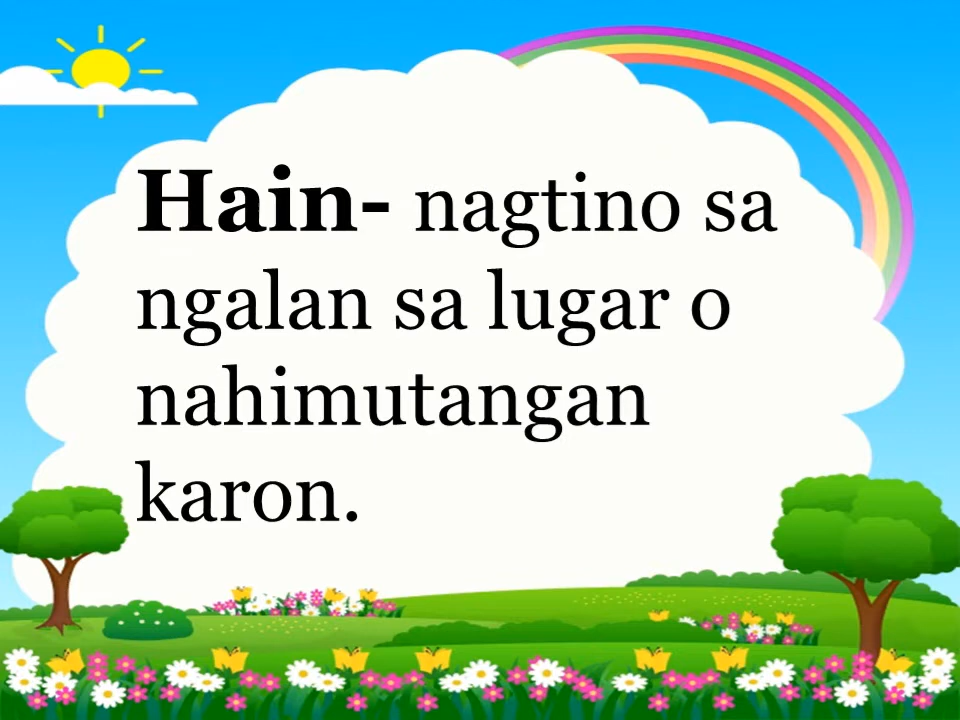 Hain- nagtino sa
ngalan sa lugar o
nahimutangan
karon.